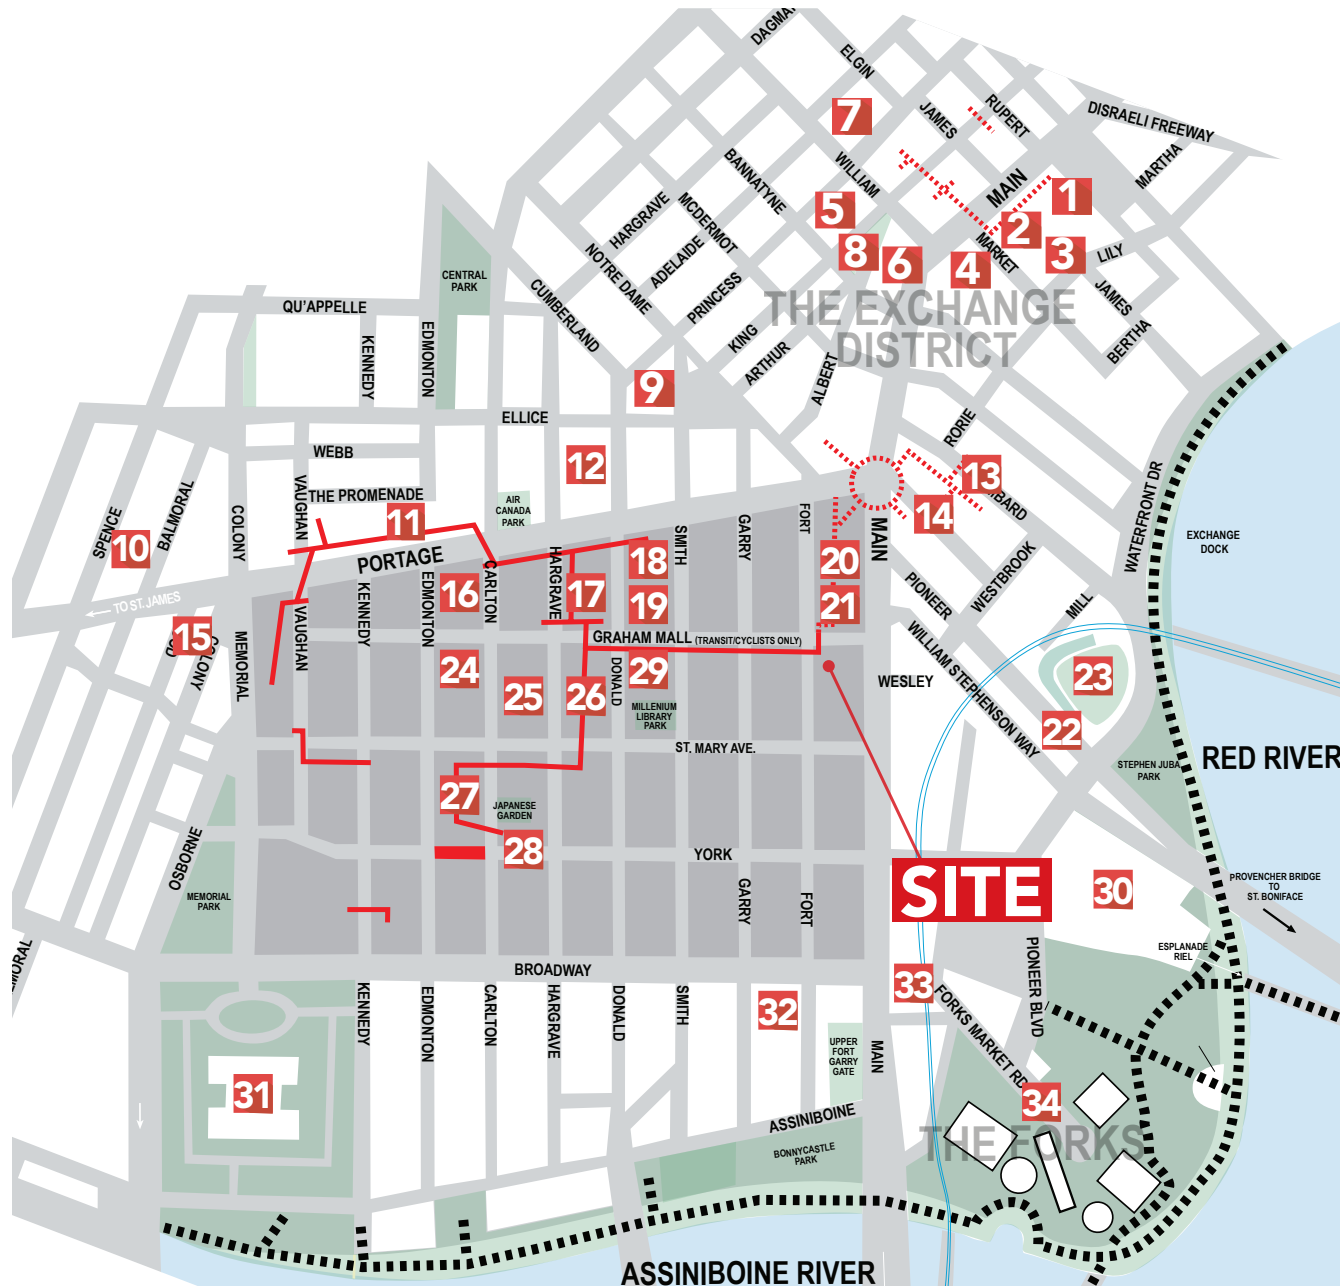 DAGMAR
ELGIN
JAMES
RUPERT
DISRAELI FREEWAY
MARTHA
7
WILLIAM
BANNATYNE
MAIN
1
HARGRAVE
MCDERMOT
5
2
3
LILY
8
6
4
MARKET
NOTRE DAME
ADELAIDE
PRINCESS
JAMES
BERTHA
CENTRAL
PARK
CUMBERLAND
KING
ARTHUR
ALBERT
THE EXCHANGE
DISTRICT
QU'APPELLE
KENNEDY
EDMONTON
9
ELLICE
RORIE
WEBB
12
13
LOMBARD
14
VAUGHAN
THE PROMENADE
AIR
CANADA
PARK
11
SPENCE
BALMORAL
COLONY
10
PORTAGE
SMITH
GARRY
FORT
MAIN
WATERFRONT DR
EXCHANGE
DOCK
HARGRAVE
CARLTON
EDMONTON
KENNEDY
VAUGHAN
16
17
18
19
20
21
PIONEER
WESTBROOK
MILL
TO ST. JAMES
15
COLONY
MEMORIAL
GRAHAM MALL (TRANSIT/CYCLISTS ONLY)
WILLIAM STEPHENSON WAY
WESLEY
24
25
26
DONALD
29
MILLENIUM
LIBRARY
PARK
23
22
ST. MARY AVE.
STEPHEN JUBA
PARK
RED RIVER
27
JAPANESE
GARDEN
28
YORK
OSBORNE
MEMORIAL
PARK
GARRY
FORT
SITE
30
PROVENCHER BRIDGE
TO
ST. BONIFACE
ESPLANADE
RIEL
PIONEER BLVD
BROADWAY
EMORAL
KENNEDY
EDMONTON
CARLTON
HARGRAVE
DONALD
SMITH
32
33
FORKS MARKET RD
UPPER
FORT
GARRY
GATE
MAIN
31
34
ASSINIBOINE
THE FORKS
BONNYCASTLE
PARK
ASSINIBOINE RIVER